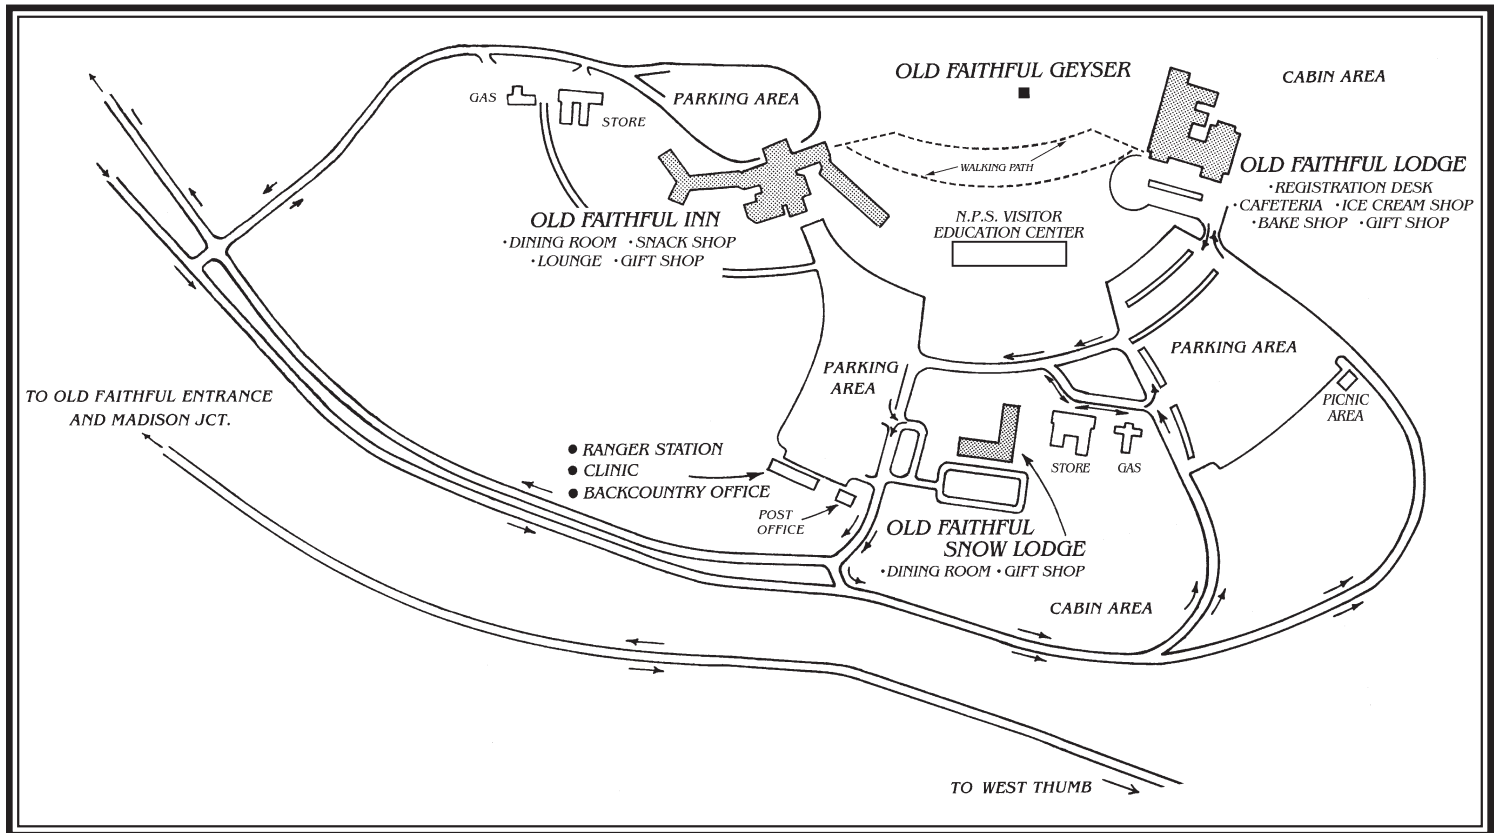 OLD FAITHFUL GEYSER
CABIN AREA
GAS
STORE
PARKING AREA
WALKING PATH
OLD FAITHFUL LODGE
•REGISTRATION DESK
•CAFETERIA •ICE CREAM SHOP
•BAKE SHOP •GIFT SHOP
OLD FAITHFUL INN
•DINING ROOM •SNACK SHOP
•LOUNGE •GIFT SHOP
N.P.S. VISITOR
EDUCATION CENTER
PARKING AREA
PARKING
AREA
PICNIC
AREA
TO OLD FAITHFUL ENTRANCE
AND MADISON JCT.
● RANGER STATION
● CLINIC
● BACKCOUNTRY OFFICE
STORE
GAS
POST
OFFICE
OLD FAITHFUL
SNOW LODGE
•DINING ROOM •GIFT SHOP
CABIN AREA
TO WEST THUMB